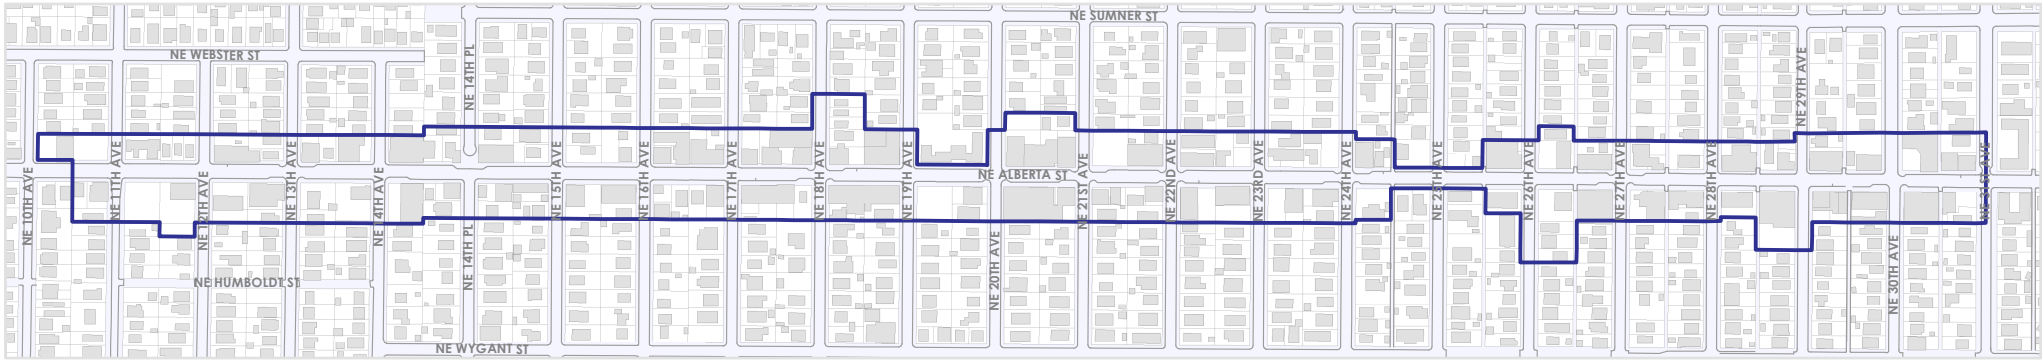 NE SUMNER ST
NE WEBSTER ST
NE 14TH PL
NE 29TH AVE
NE 10TH AVE
NE 11TH AVE
NE 12TH AVE
NE 13TH AVE
NE 14TH AVE
NE 15TH AVE
NE 16TH AVE
NE 17TH AVE
NE 18TH AVE
NE 19TH AVE
NE ALBERTA ST
NE 21ST AVE
NE 22ND AVE
NE 23RD AVE
NE 24TH AVE
NE 25TH AVE
NE 26TH AVE
NE 27TH AVE
NE 28TH AVE
NE 31ST AVE
NE 14TH PL
NE 20TH AVE
NE 30TH AVE
NE HUMBOLDT ST
NE WYGANT ST